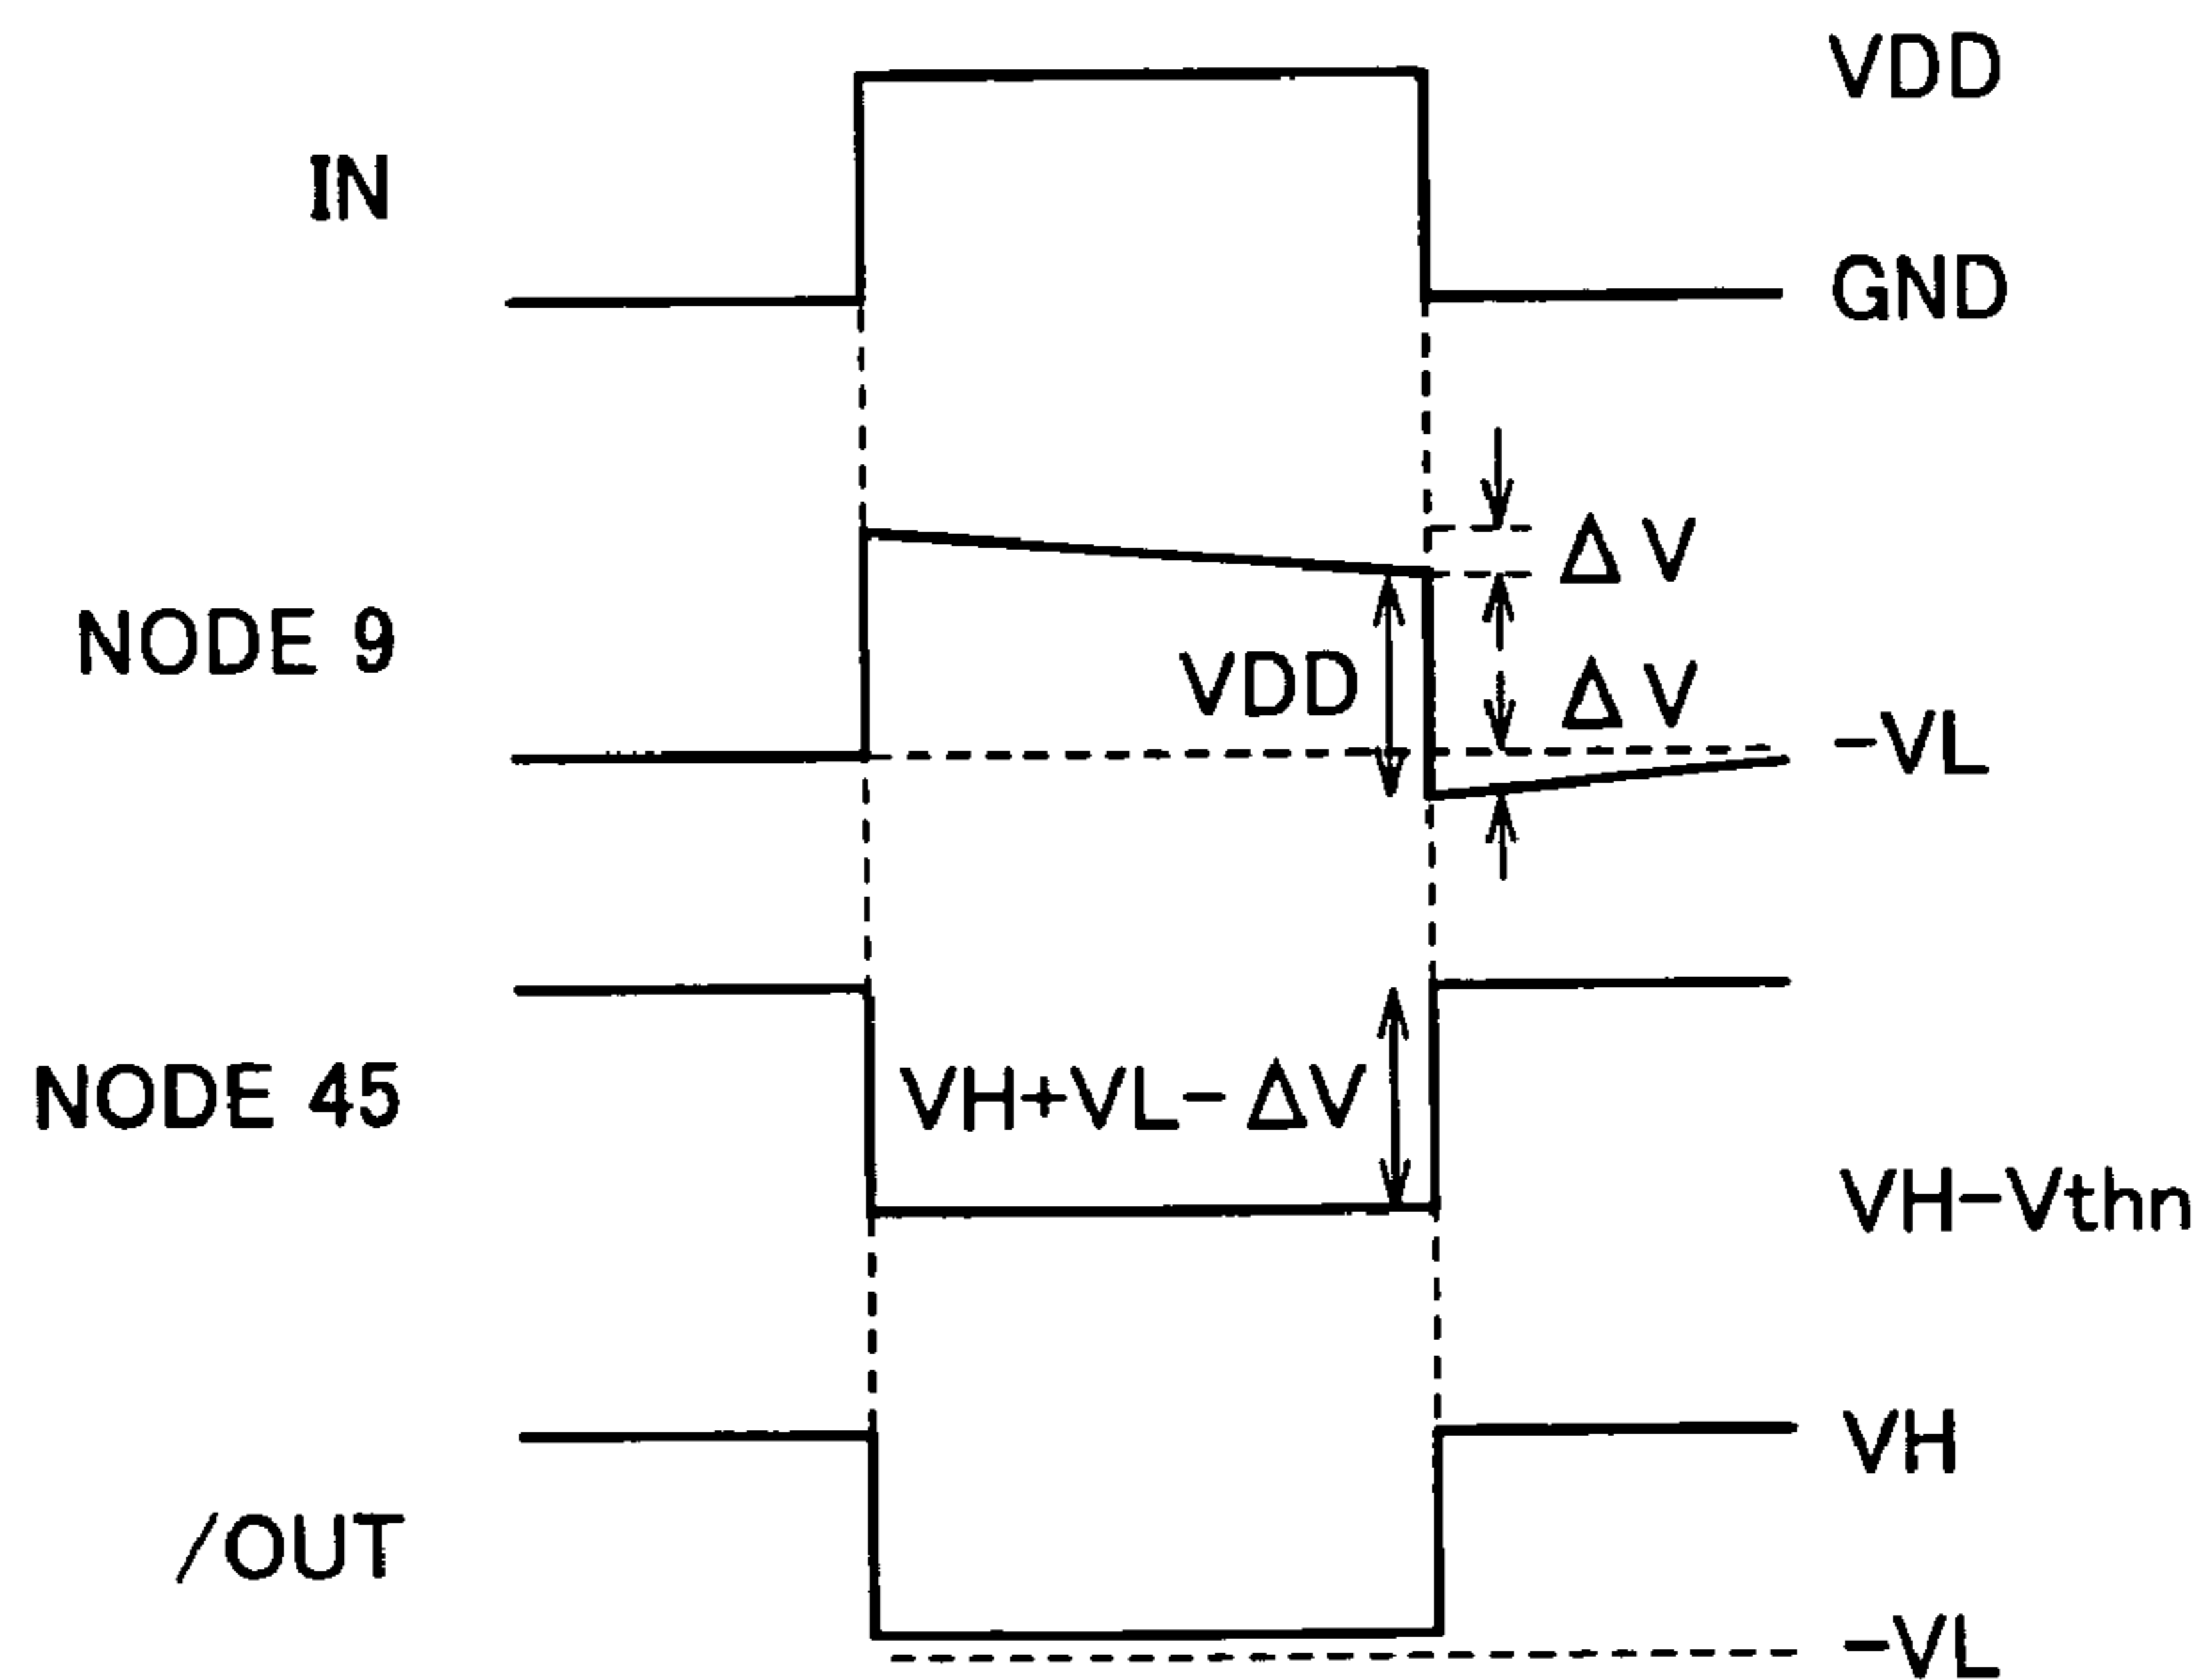 VDD
IN
GND
ΔV
NODE 9
VDD
ΔV
-VL
NODE 45
VH+VL-ΔV
VH-Vthn
VH
/OUT
-VL